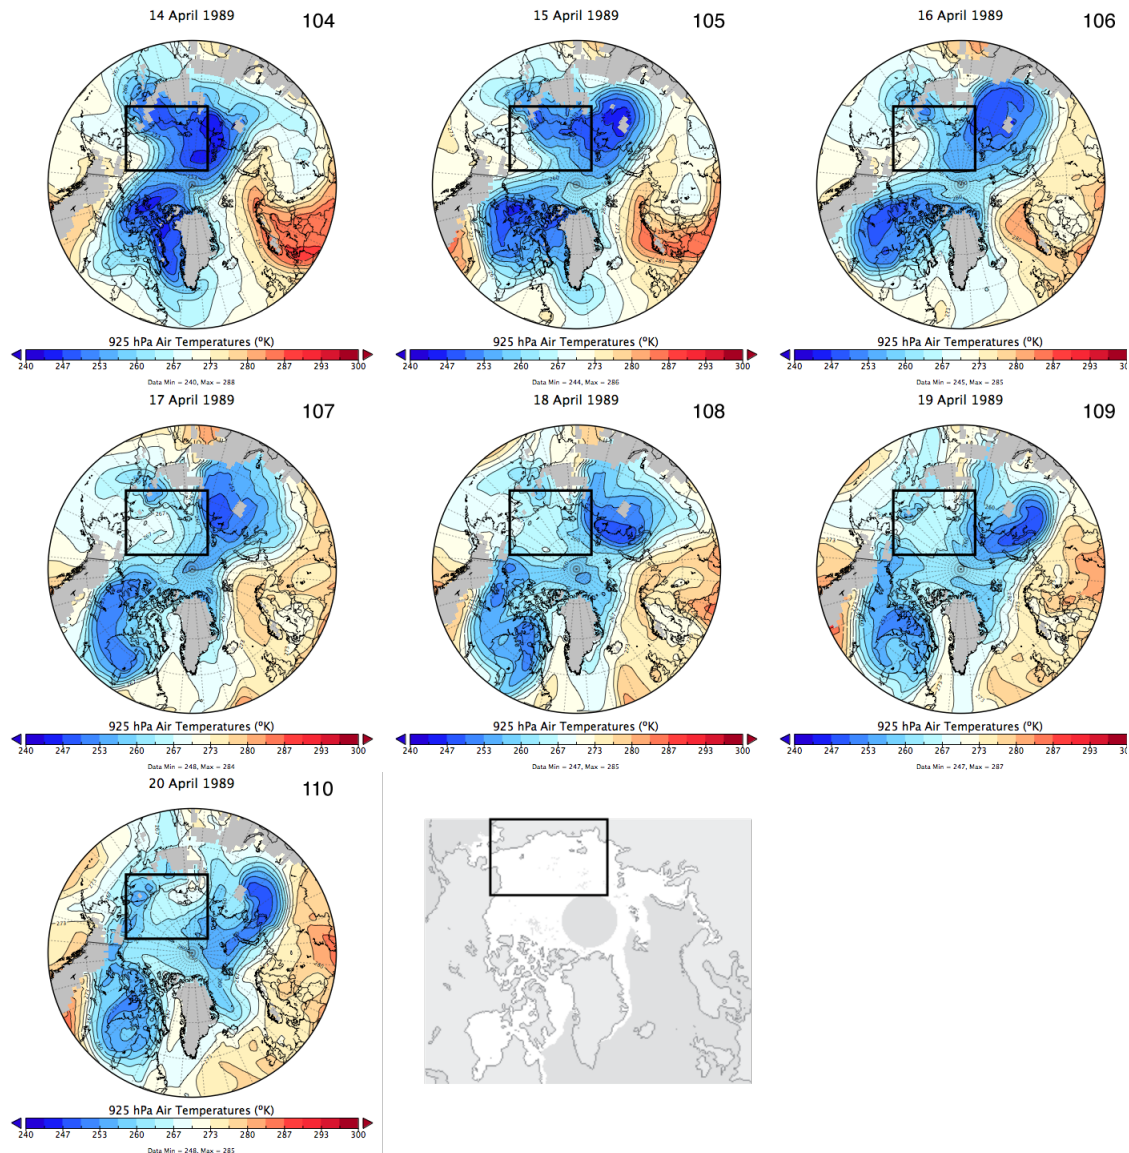 14 April 1989 104
15 April 1989 105
16 April 1989 106
925 hPa Air Temperatures (°K)
925 hPa Air Temperatures (°K)
925 hPa Air Temperatures (°K)
240 247 253 260 267 273 280 287 293 300
240 247 253 260 267 273 280 287 293 300
240 247 253 260 267 273 280 287 293 300
Data Min = 240, Max = 288
Data Min = 244, Max = 286
Data Min = 245, Max = 285
17 April 1989 107
18 April 1989 108
19 April 1989 109
925 hPa Air Temperatures (°K)
925 hPa Air Temperatures (°K)
925 hPa Air Temperatures (°K)
240 247 253 260 267 273 280 287 293 300
240 247 253 260 267 273 280 287 293 300
240 247 253 260 267 273 280 287 293 300
Data Min = 248, Max = 284
Data Min = 247, Max = 285
Data Min = 247, Max = 287
20 April 1989 110
925 hPa Air Temperatures (°K)
240 247 253 260 267 273 280 287 293 300
Data Min = 248, Max = 285